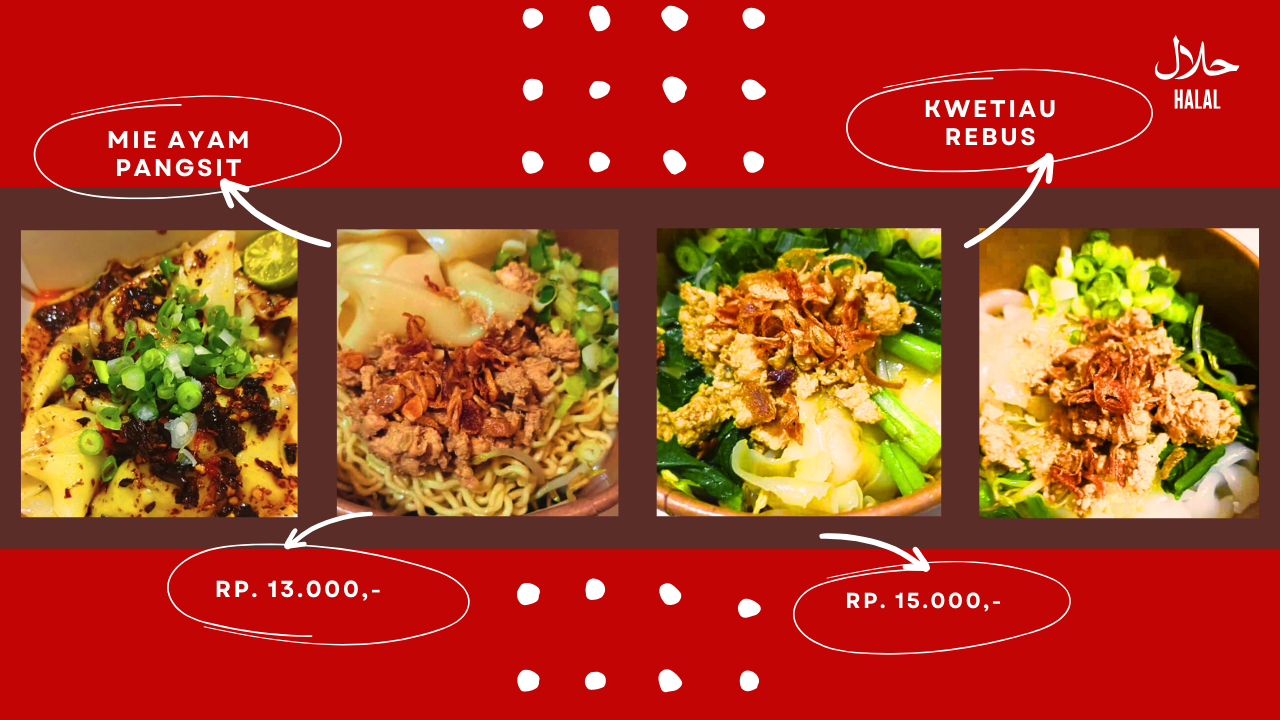 MIE AYAM
PANGSIT
KWETIAU
REBUS
حلال
HALAL
RP. 13.000,-
RP. 15.000,-